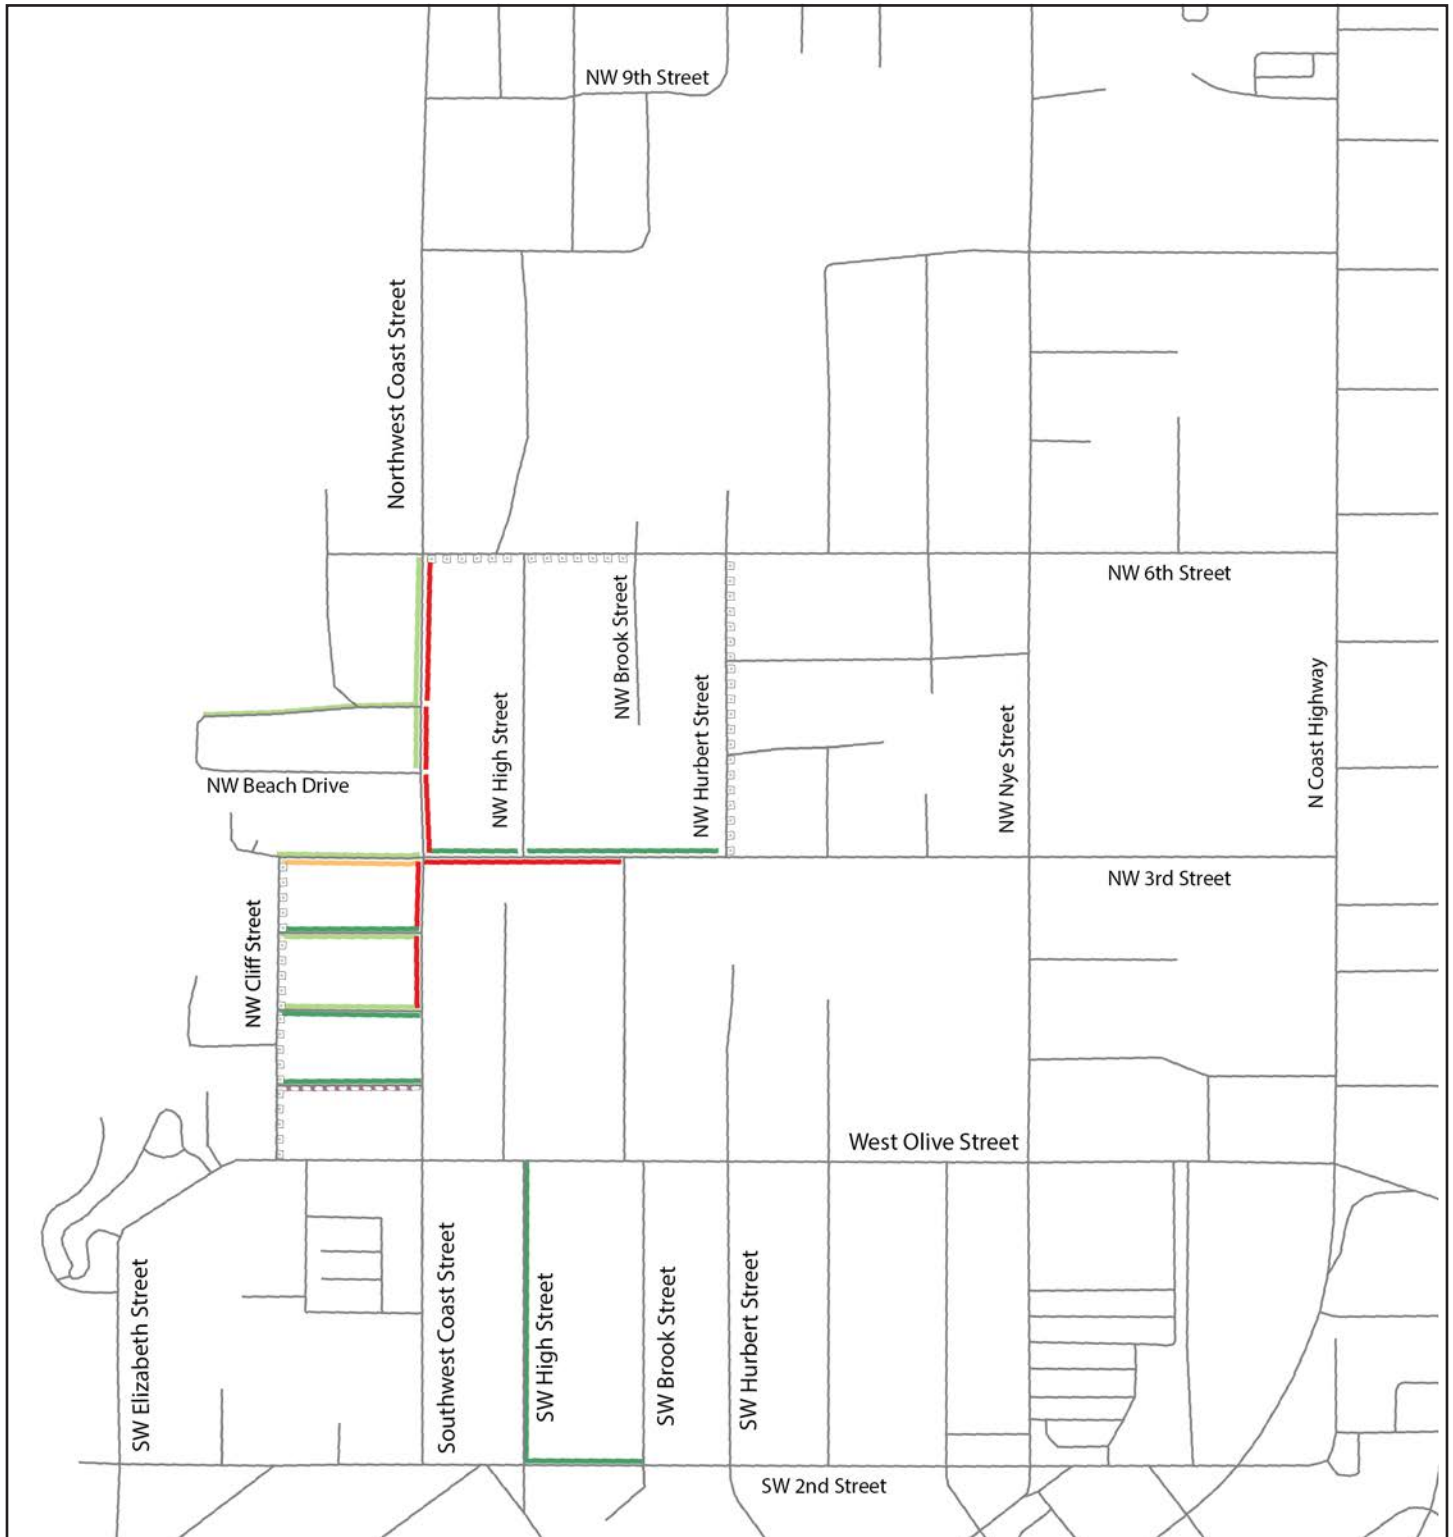 NW 9th Street
Northwest Coast Street
NW 6th Street
NW Brook Street
NW High Street
NW Hurbert Street
NW Nye Street
N Coast Highway
NW Beach Drive
NW 3rd Street
NW Cliff Street
West Olive Street
SW Elizabeth Street
Southwest Coast Street
SW High Street
SW Brook Street
SW Hurbert Street
SW 2nd Street